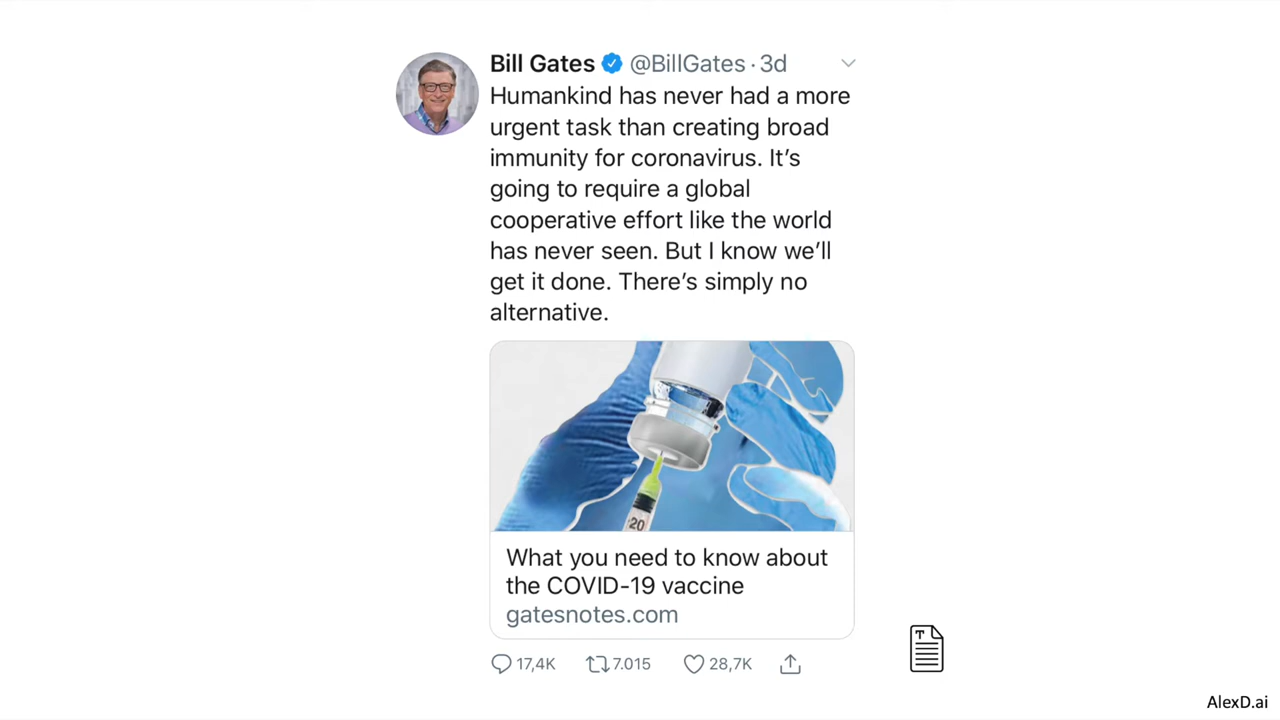 Bill Gates @BillGates · 3d
Humankind has never had a more
urgent task than creating broad
immunity for coronavirus. It's
going to require a global
cooperative effort like the world
has never seen. But I know we'll
get it done. There's simply no
alternative.
20
What you need to know about
the COVID-19 vaccine
gatesnotes.com
17,4K 7.015 28,7K
T
AlexD.ai